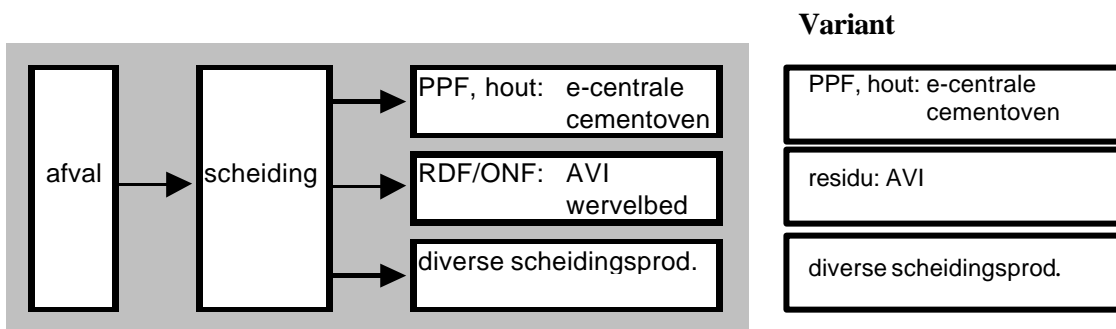 Variant
afval
scheiding
PPF, hout: e-centrale
cementoven
RDF/ONF: AVI
wervelbed
diverse scheidingsprod.
PPF, hout: e-centrale
cementoven
residu: AVI
diverse scheidingsprod.